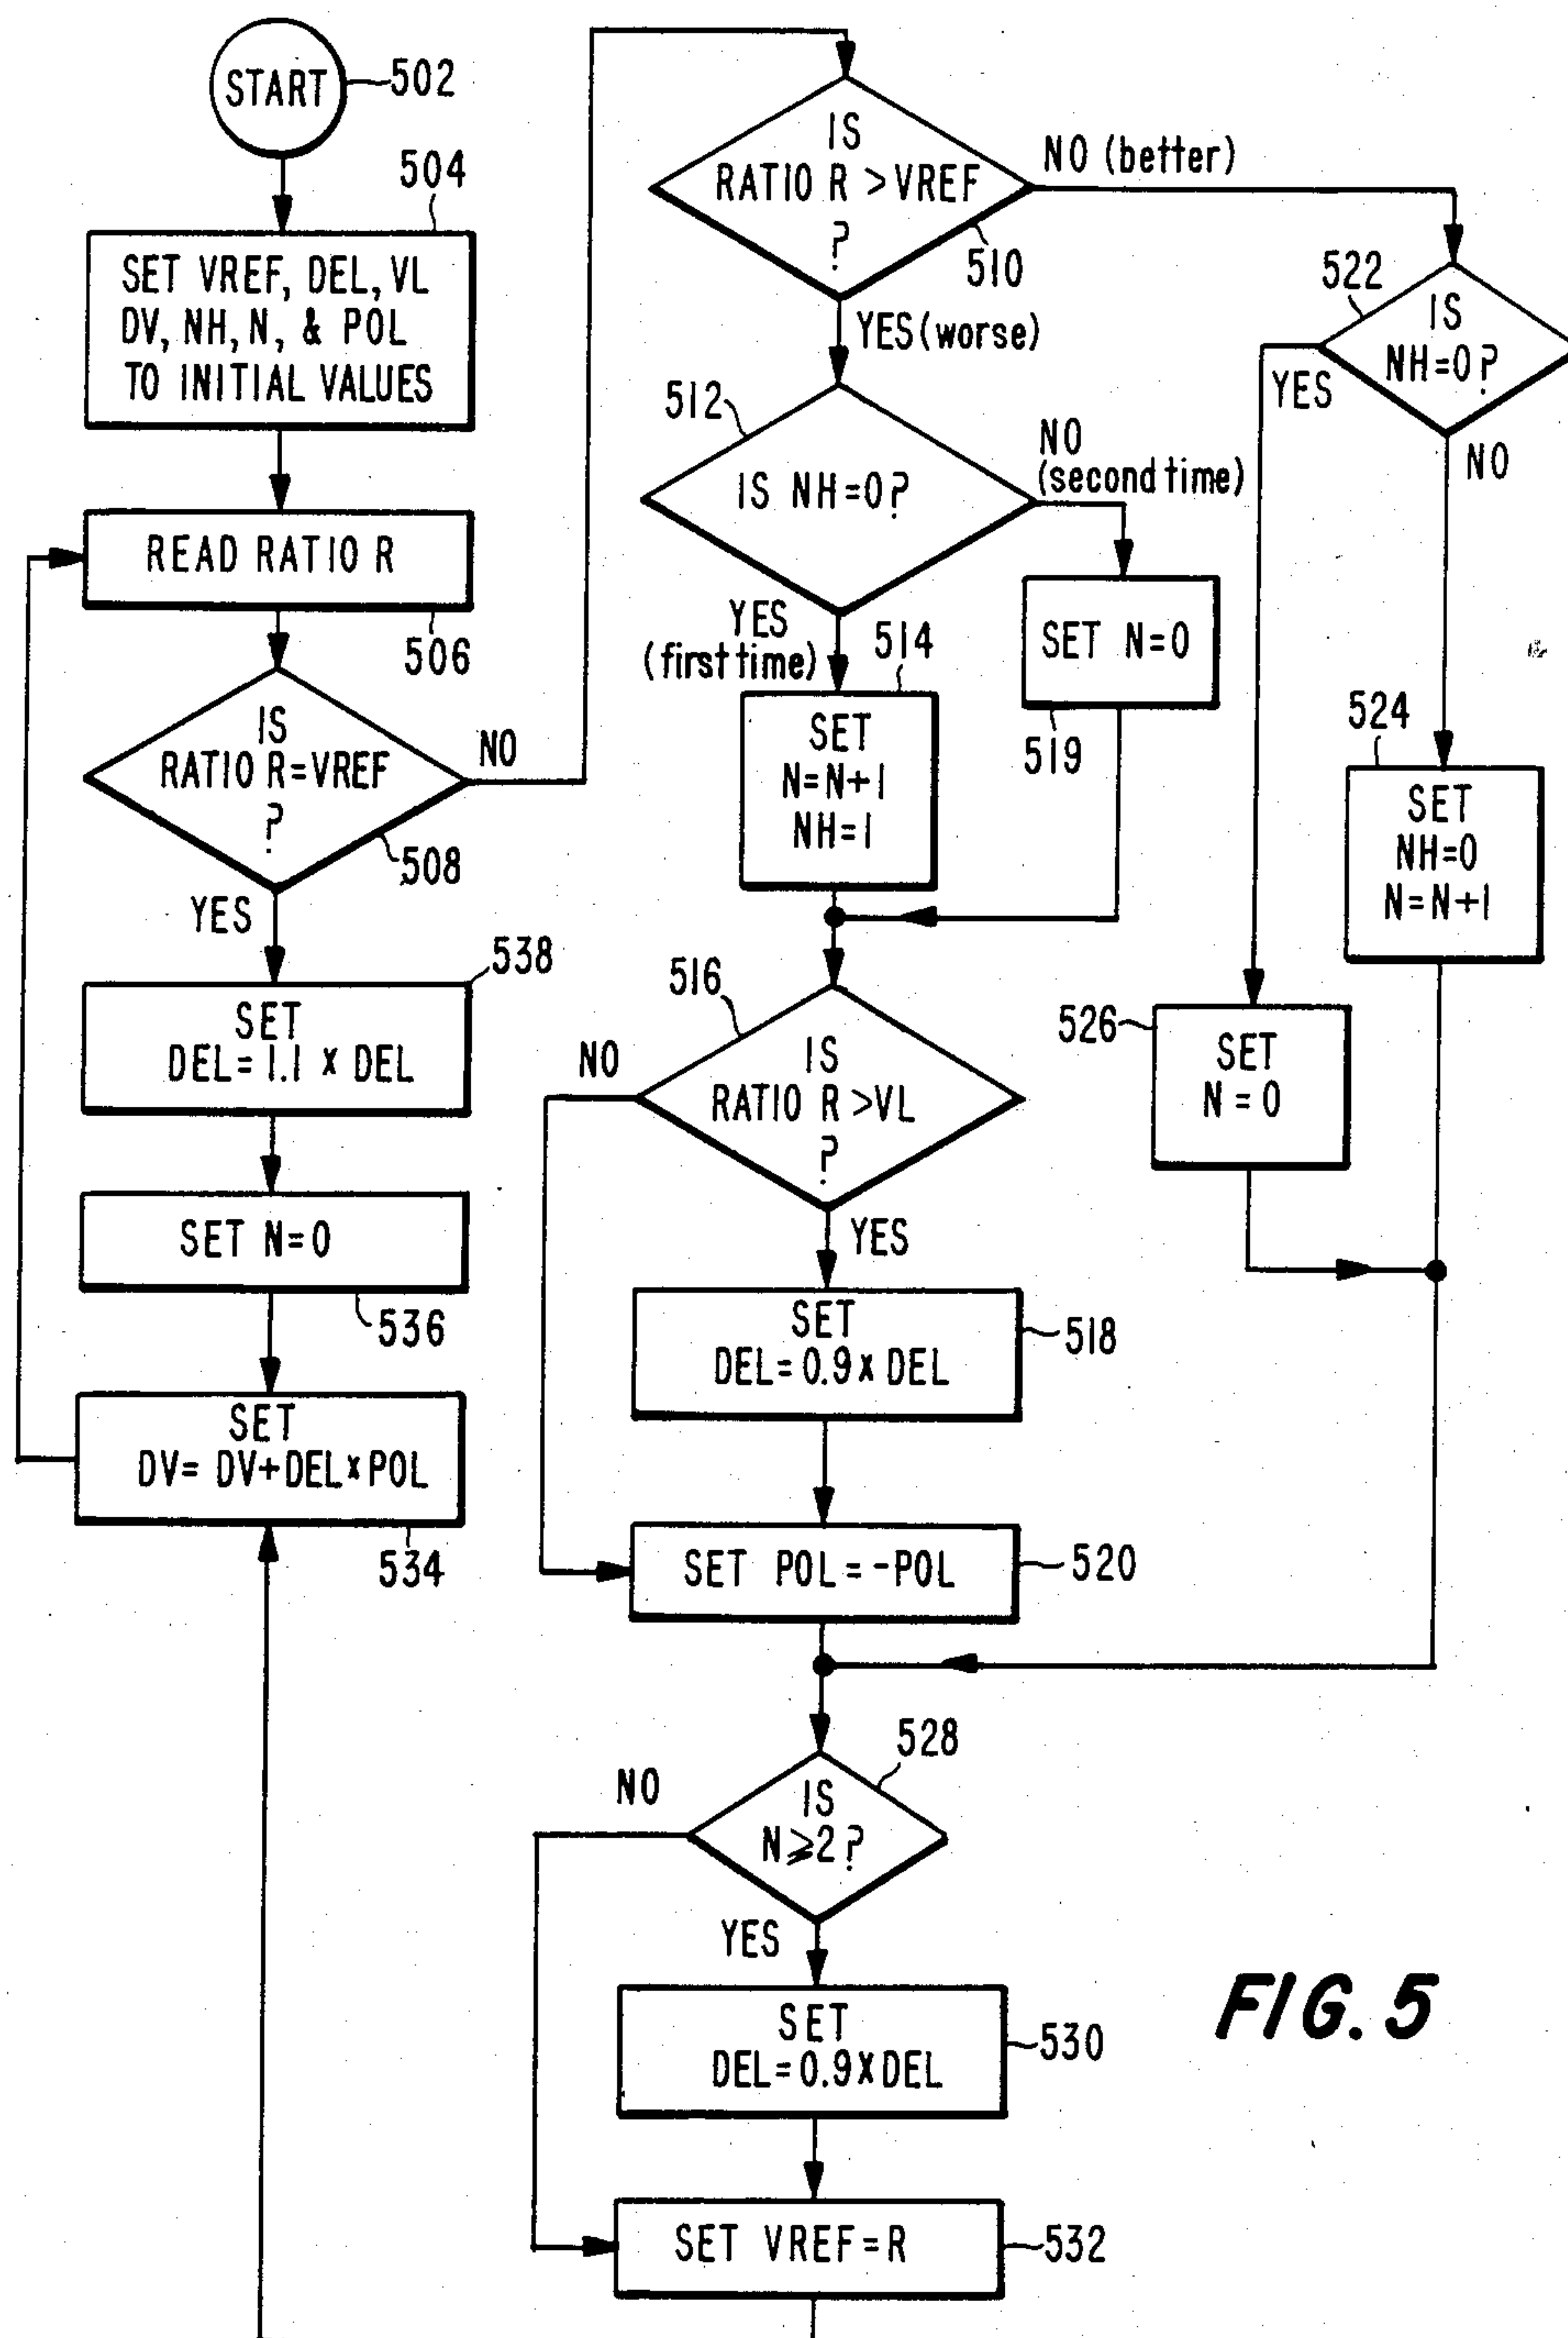 START
502
504
SET VREF, DEL, VL
DV, NH, N, & POL
TO INITIAL VALUES
READ RATIO R
506
IS
RATIO R=VREF
?
NO
508
YES
538
SET
DEL=1.1 x DEL
SET N=0
536
SET
DV= DV+DELxPOL
534
IS
RATIO R >VREF
?
NO (better)
510
YES (worse)
512
IS NH=0?
NO
(second time)
YES
(first time)
514
SET
N=N+1
NH=1
SET N=0
519
522
IS
NH=0?
YES
NO
524
SET
NH=0
N=N+1
526
SET
N=0
516
IS
RATIO R >VL
?
NO
YES
SET
DEL=0.9x DEL
518
SET POL=-POL
520
528
IS
N≥2?
NO
YES
SET
DEL=0.9XDEL
530
SET VREF=R
532
FIG. 5